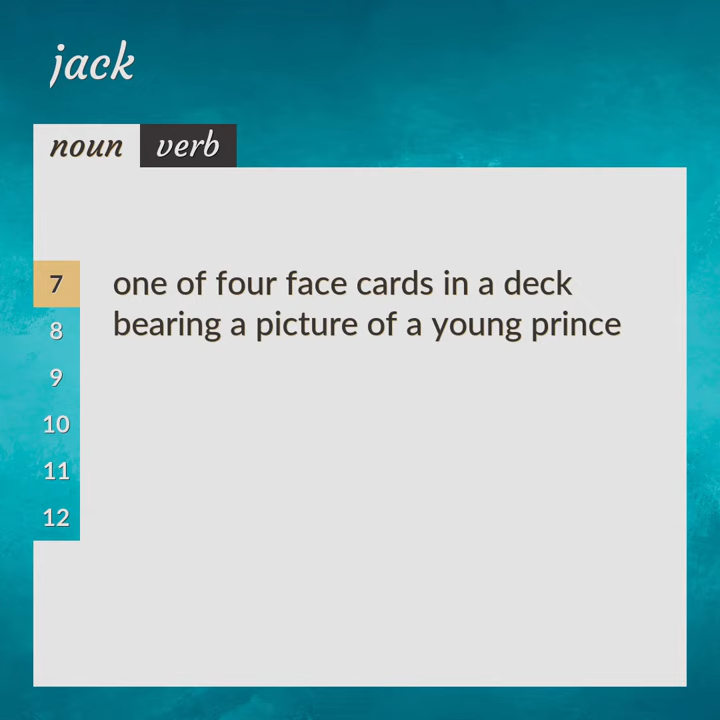 jack
noun verb
7 one of four face cards in a deck
bearing a picture of a young prince
8
9
10
11
12